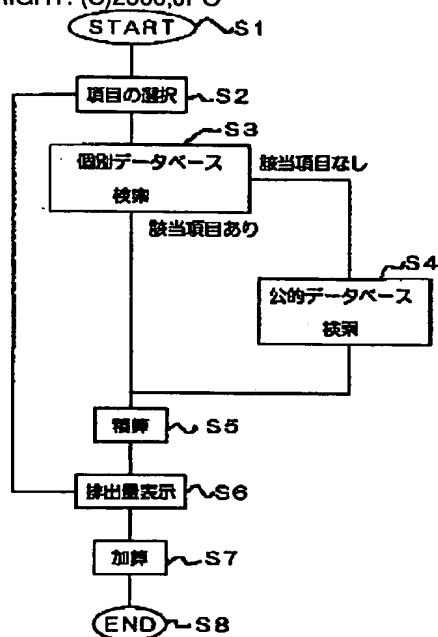 RIGHT: (C)2000,JPO
START S1
項目の選択 S2
S3
個別データベース
検索
該当項目なし
該当項目あり
S4
公的データベース
検索
積算 S5
排出量表示 S6
加算 S7
END S8